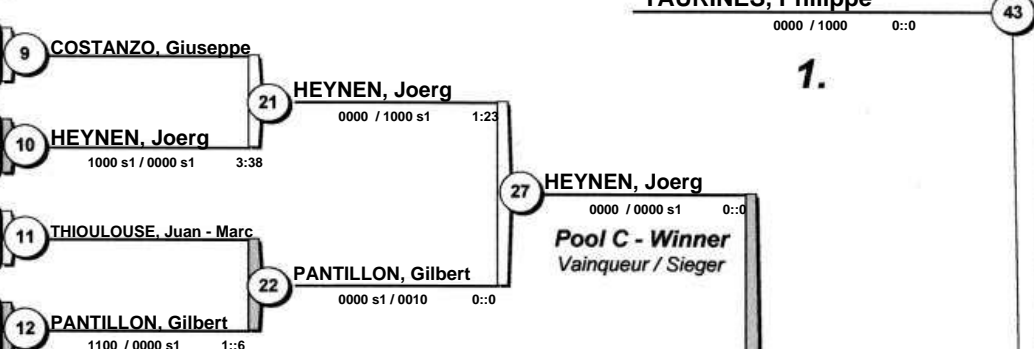 TAURINES, Philippe
43
0000 / 1000 0::0
1.
9
COSTANZO, Giuseppe
21
HEYNEN, Joerg
0000 / 1000 s1 1:23
10
HEYNEN, Joerg
1000 s1 / 0000 s1 3:38
27
HEYNEN, Joerg
0000 / 0000 s1 0::0
Pool C - Winner
Vainqueur / Sieger
11
THIOULOUSE, Juan - Marc
22
PANTILLON, Gilbert
0000 s1 / 0010 0::0
12
PANTILLON, Gilbert
1100 / 0000 s1 1::6